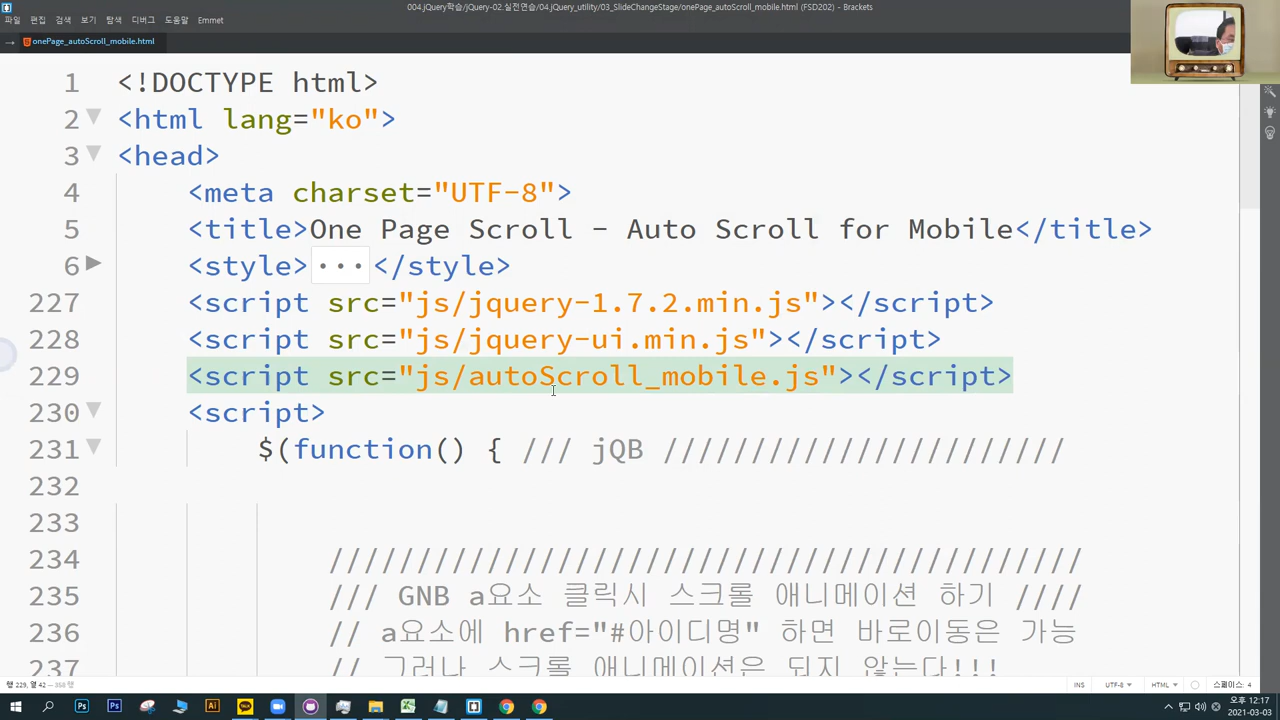 004.jQuery학습/jQuery-02.실전연습/04.jQuery_utility/03_SlideChangeStage/onePage_autoScroll_mobile.html (FSD202) - Brackets
파일 편집 찾기 보기 탐색 디버그 도움말 Emmet
onePage_autoScroll_mobile.html
1 <!DOCTYPE html>
2 <html lang="ko">
3 <head>
4 <meta charset="UTF-8">
5 <title>One Page Scroll - Auto Scroll for Mobile</title>
6 <style>...</style>
227 <script src="js/jquery-1.7.2.min.js"></script>
228 <script src="js/jquery-ui.min.js"></script>
229 <script src="js/autoScroll_mobile.js"></script>
230 <script>
231 $(function() { /// jQB ///////////////////////
232
233
234 ///////////////////////////////////////////
235 /// GNB a요소 클릭시 스크롤 애니메이션 하기 ////
236 // a요소에 href="#아이디명" 하면 바로이동은 가능
237 // 그러나 스크롤 애니메이션은 되지 않는다!!!
행 229, 열 42 — 356 행
INS UTF-8 HTML 스페이스: 4
오후 12:17
2021-03-03